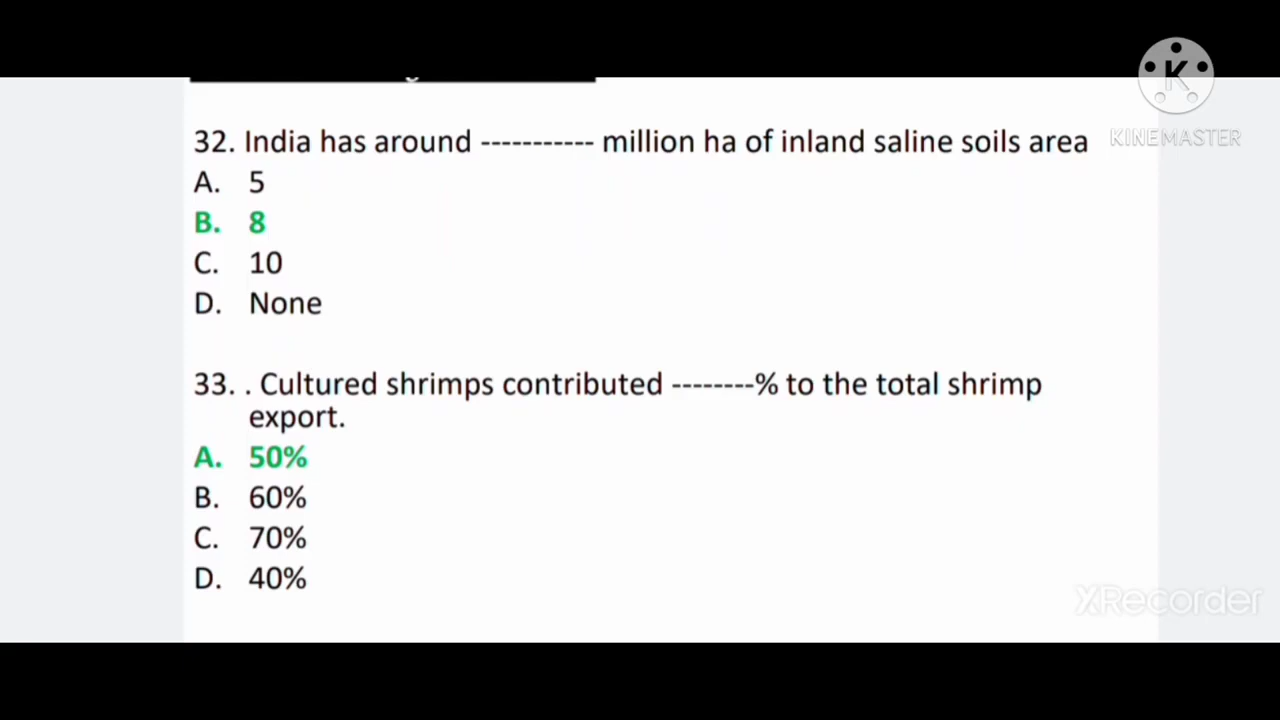 32. India has around ----------- million ha of inland saline soils area
A. 5
B. 8
C. 10
D. None
33. . Cultured shrimps contributed --------% to the total shrimp
export.
A. 50%
B. 60%
C. 70%
D. 40%
K
KINEMASTER
XRecorder